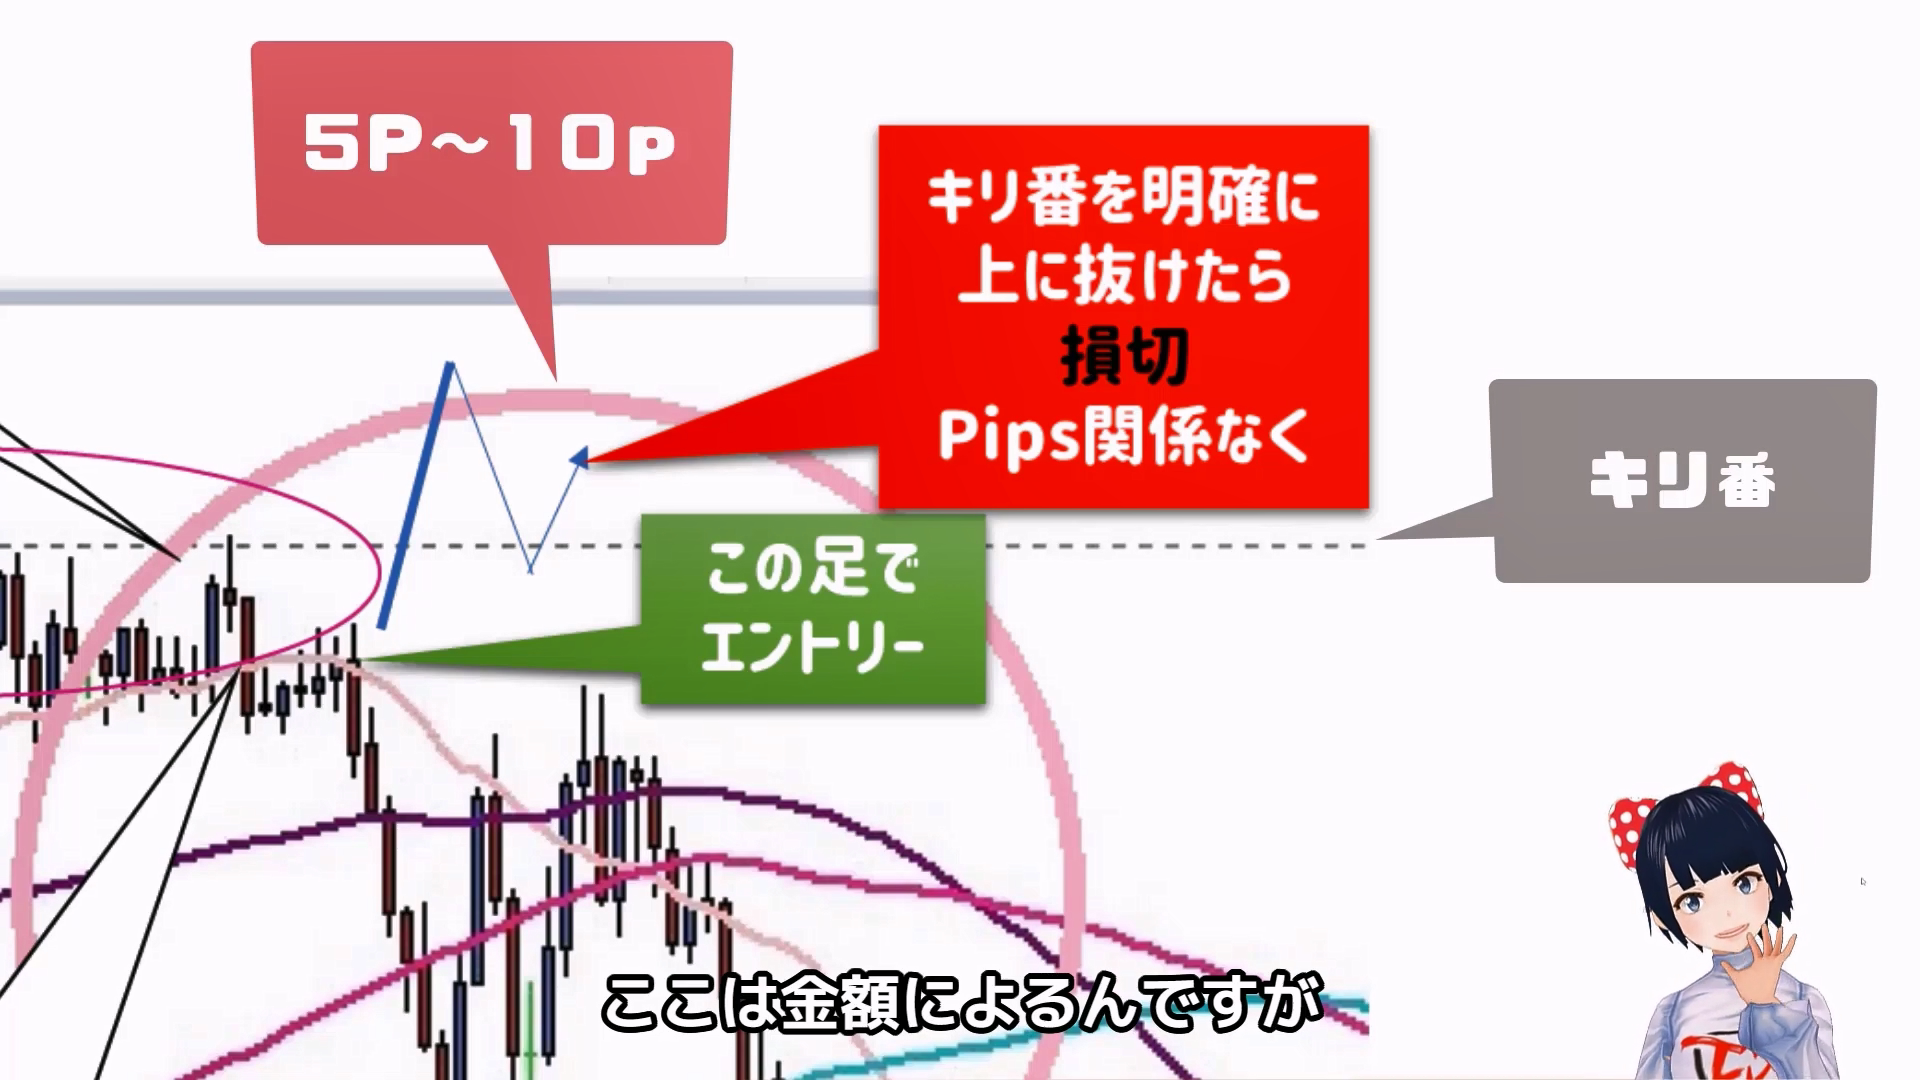 5P～10p
キリ番を明確に
上に抜けたら
損切
Pips関係なく
キリ番
この足で
エントリー
ここは金額によるんですが